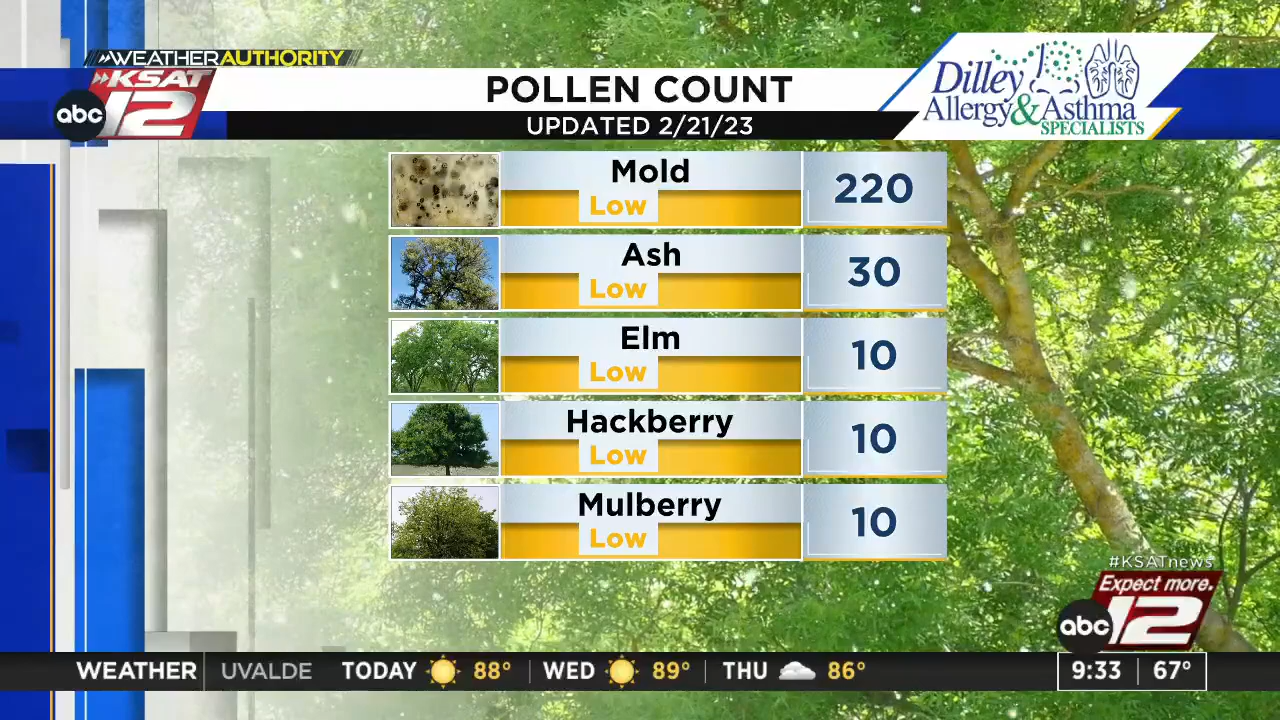 WEATHERAUTHORITY
KSAT
abc 12
POLLEN COUNT
UPDATED 2/21/23
Dilley
Allergy&Asthma
SPECIALISTS
Mold
Low
220
Ash
Low
30
Elm
Low
10
Hackberry
Low
10
Mulberry
Low
10
#KSATnews
Expect more.
abc 12
WEATHER UVALDE TODAY 88° WED 89° THU 86° 9:33 67°